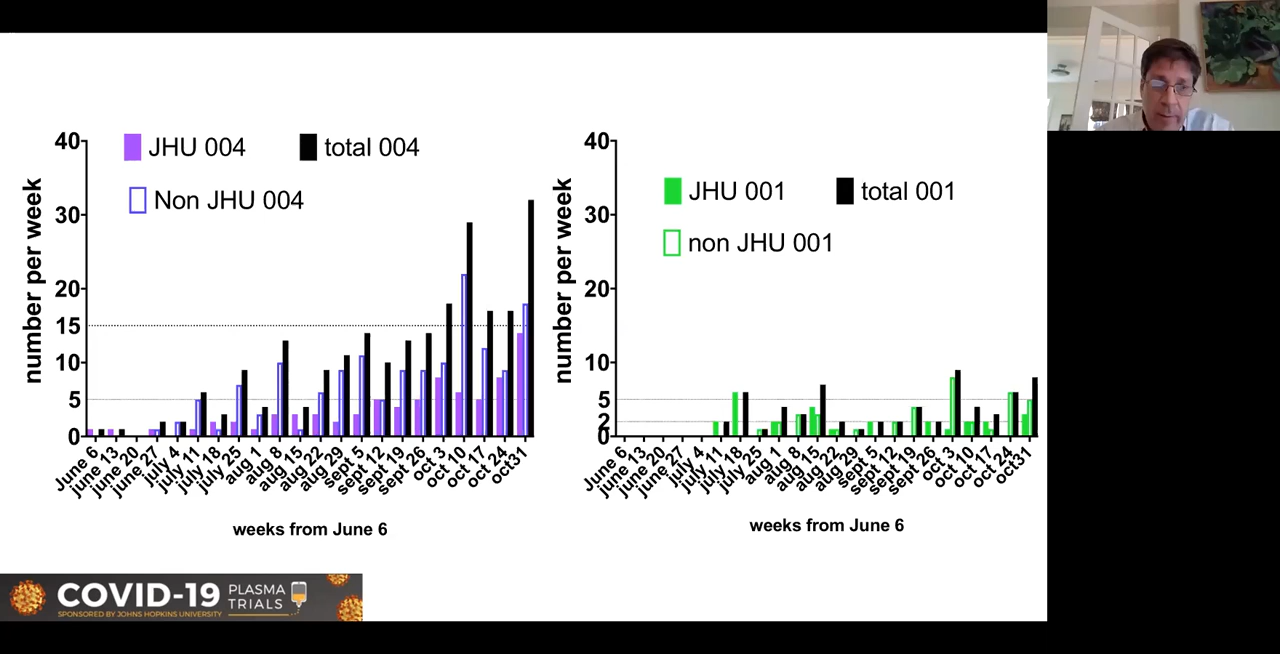 40
30
20
15
10
5
0
number per week
JHU 004
total 004
Non JHU 004
June 6
june 13
june 20
june 27
july 4
july 11
july 18
july 25
aug 1
aug 8
aug 15
aug 22
aug 29
sept 5
sept 12
sept 19
sept 26
oct 3
oct 10
oct 17
oct 24
oct31
weeks from June 6
40
30
20
10
5
2
0
number per week
JHU 001
total 001
non JHU 001
June 6
june 13
june 20
june 27
july 4
july 11
july 18
july 25
aug 1
aug 8
aug 15
aug 22
aug 29
sept 5
sept 12
sept 19
sept 26
oct 3
oct 10
oct 17
oct 24
oct31
weeks from June 6
COVID-19
PLASMA
TRIALS
SPONSORED BY JOHNS HOPKINS UNIVERSITY